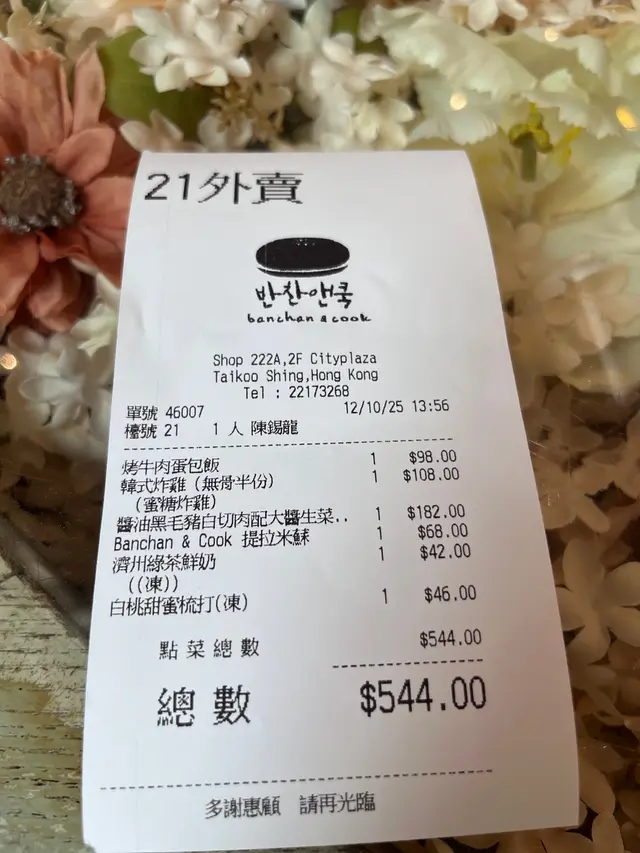 21外賣
반찬앤쿡
banchan & cook
Shop 222A,2F Cityplaza
Taikoo Shing,Hong Kong
Tel : 22173268
單號 46007 12/10/25 13:56
檯號 21 1 人 陳錫龍
烤牛肉蛋包飯 1 $98.00
韓式炸雞 (無骨半份) 1 $108.00
(蜜糖炸雞)
醬油黑毛豬白切肉配大醬生菜.. 1 $182.00
Banchan & Cook 提拉米蘇 1 $68.00
濟州綠茶鮮奶 1 $42.00
((凍))
白桃甜蜜梳打(凍) 1 $46.00
點菜總數 $544.00
總數 $544.00
多謝惠顧 請再光臨